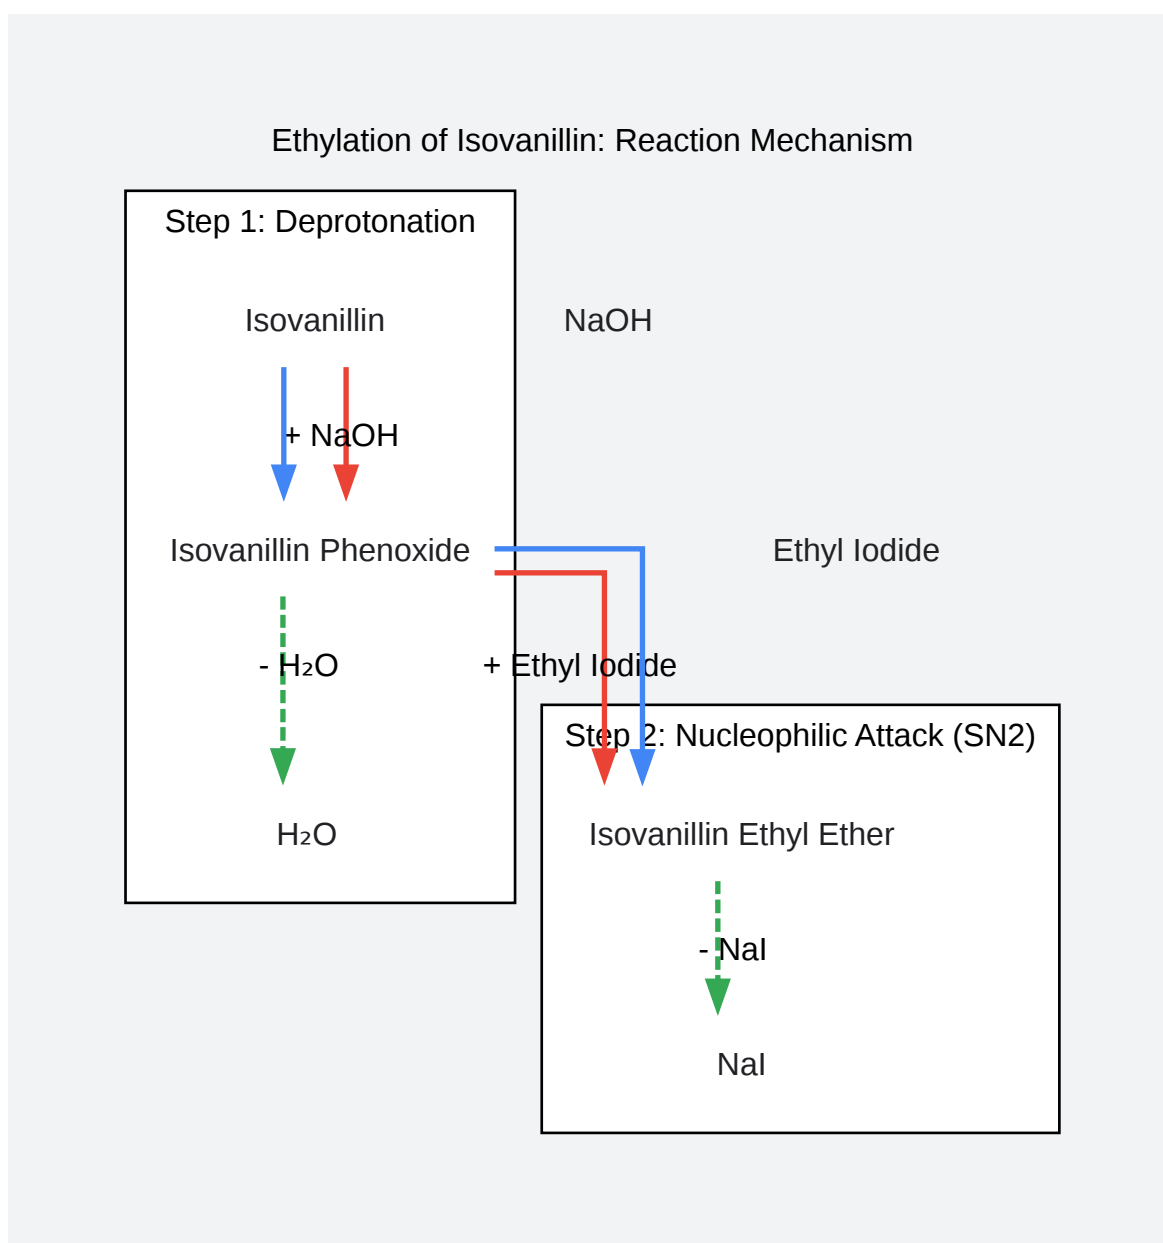 Ethylation of Isovanillin: Reaction Mechanism
Step 1: Deprotonation
Isovanillin
NaOH
+ NaOH
Isovanillin Phenoxide
Ethyl Iodide
- H₂O
+ Ethyl Iodide
Step 2: Nucleophilic Attack (SN2)
H₂O
Isovanillin Ethyl Ether
- NaI
NaI